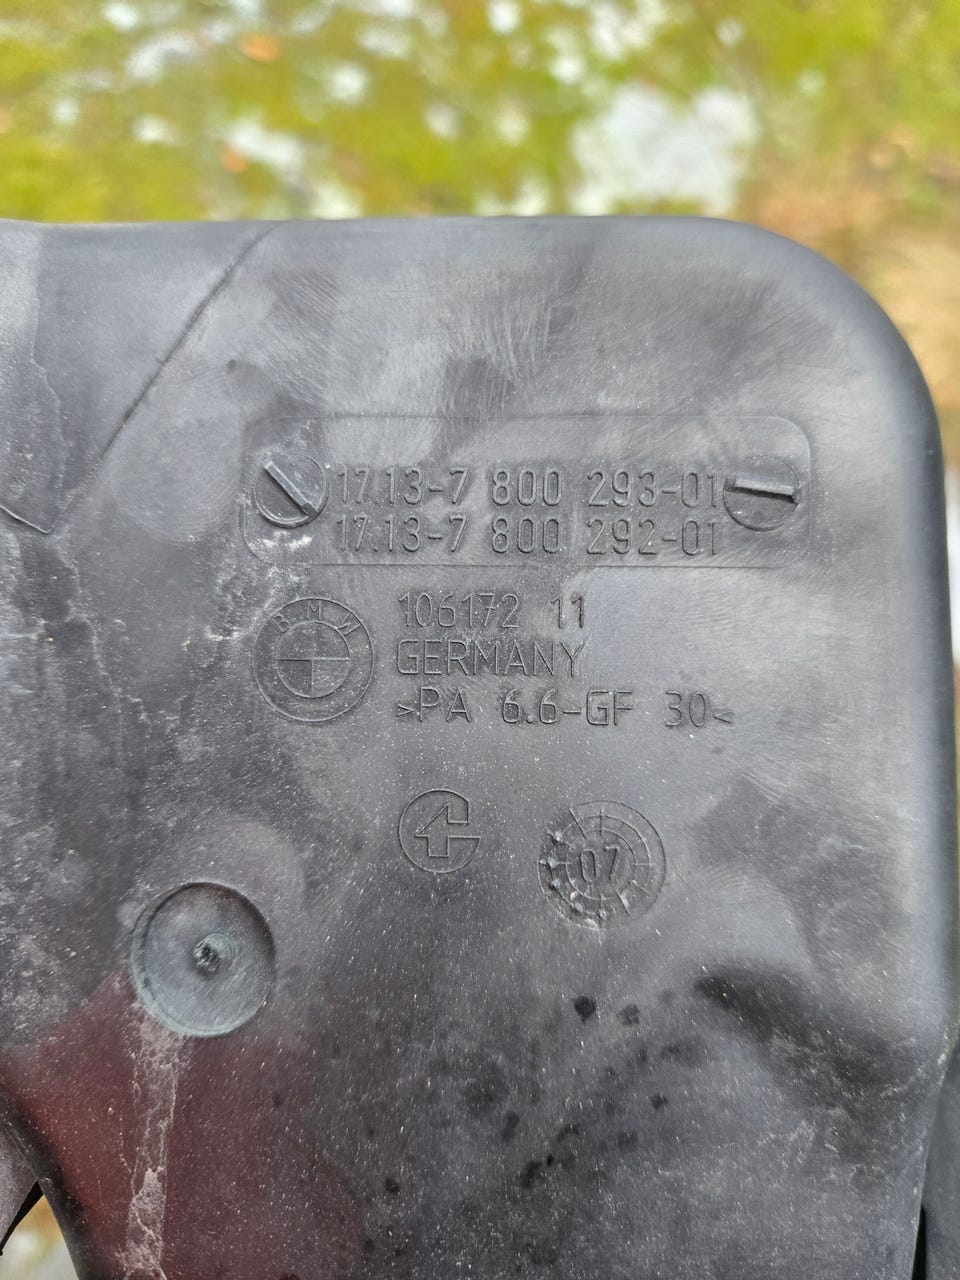 17.13-7 800 293-01
17.13-7 800 292-01
BMW
106172 11
GERMANY
>PA 6.6-GF 30<
07